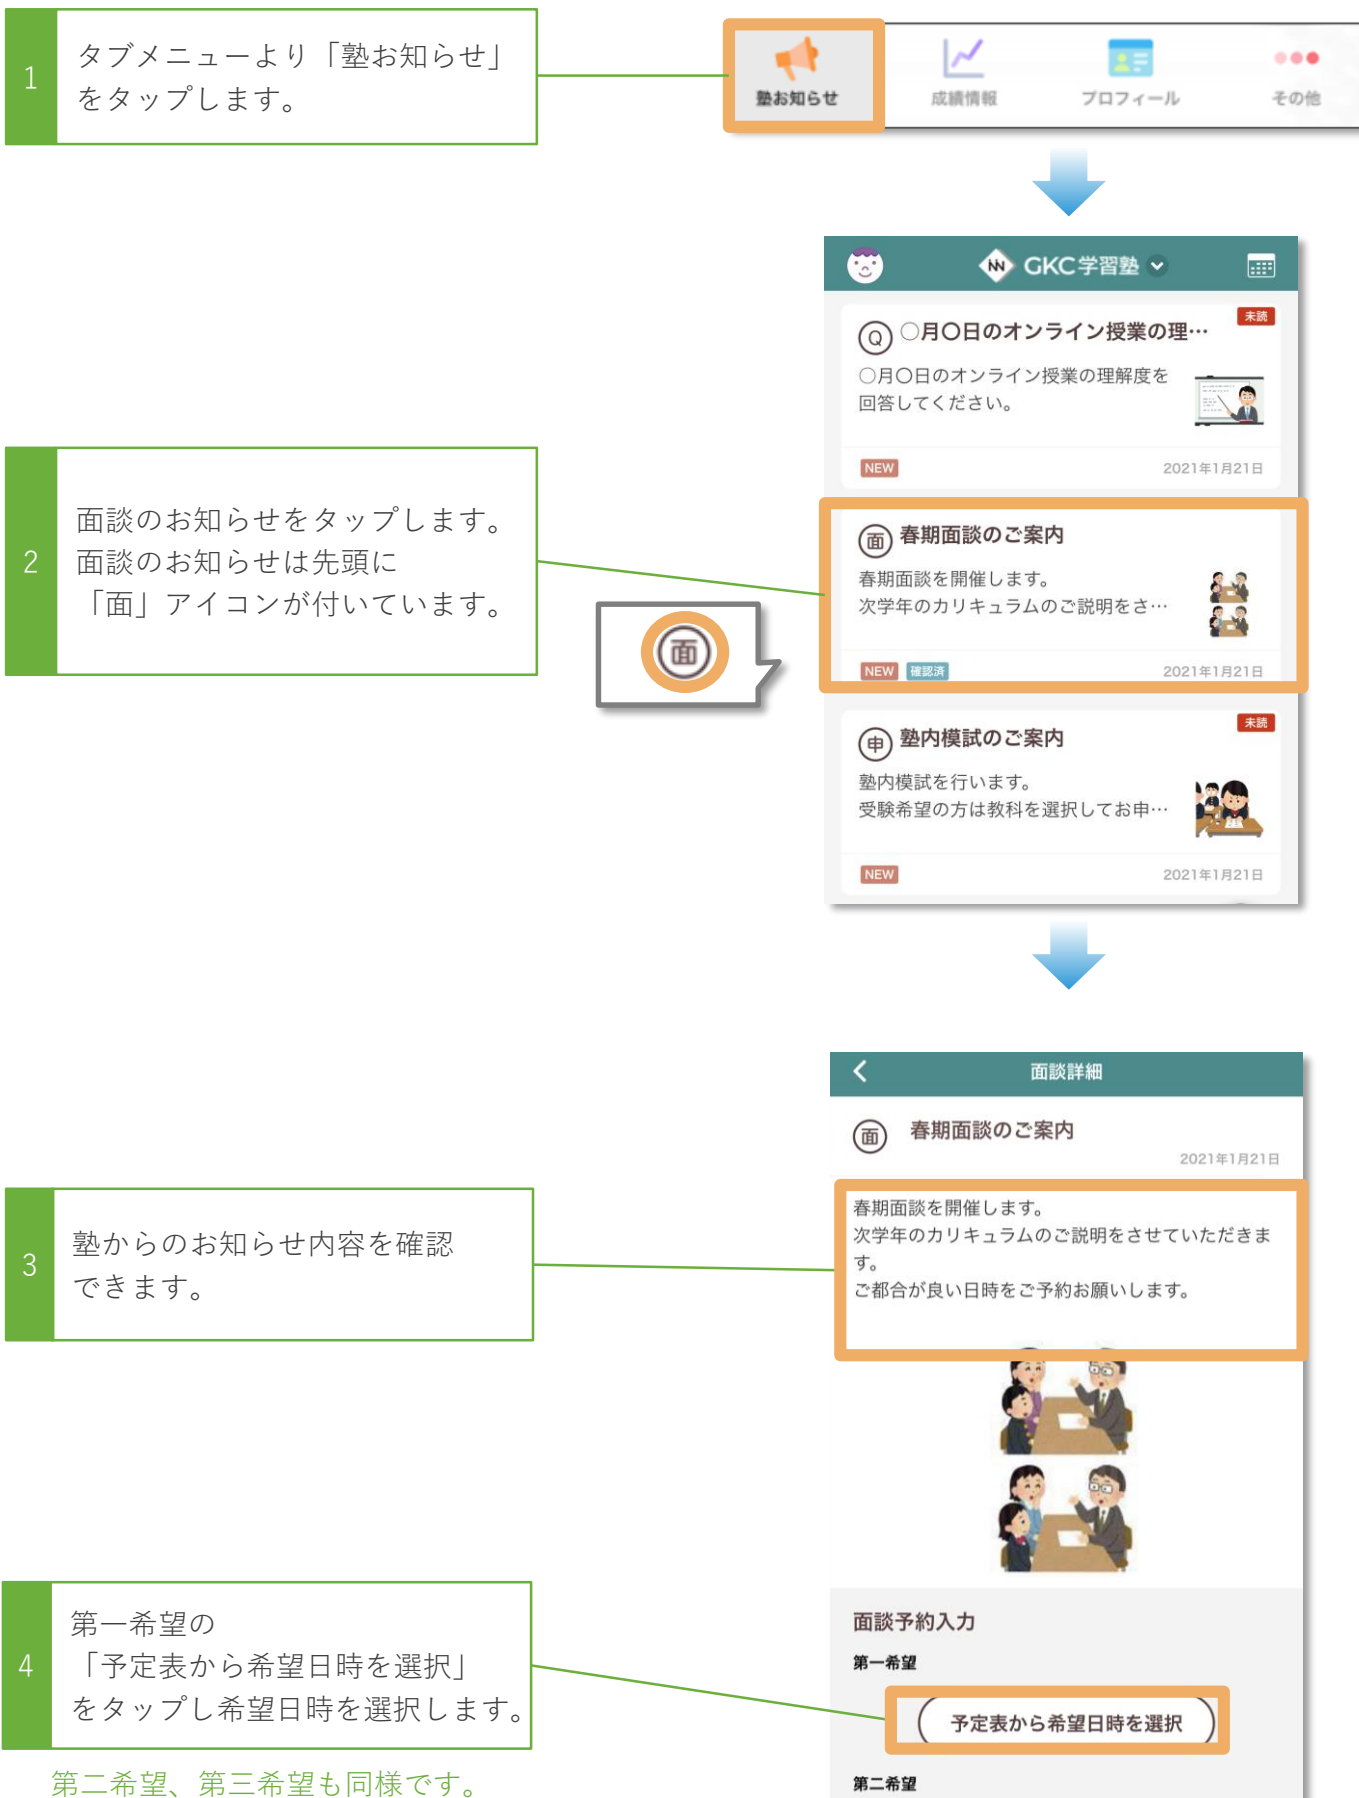 1
タブメニューより「塾お知らせ」
をタップします。
塾お知らせ
成績情報
プロフィール
その他
GKC学習塾
未読
Q
○月〇日のオンライン授業の理…
○月〇日のオンライン授業の理解度を
回答してください。
NEW
2021年1月21日
2
面談のお知らせをタップします。
面談のお知らせは先頭に
「面」アイコンが付いています。
面
面
春期面談のご案内
春期面談を開催します。
次学年のカリキュラムのご説明をさ…
NEW
確認済
2021年1月21日
未読
申
塾内模試のご案内
塾内模試を行います。
受験希望の方は教科を選択してお申…
NEW
2021年1月21日
面談詳細
面
春期面談のご案内
2021年1月21日
3
塾からのお知らせ内容を確認
できます。
春期面談を開催します。
次学年のカリキュラムのご説明をさせていただきま
す。
ご都合が良い日時をご予約お願いします。
4
第一希望の
「予定表から希望日時を選択」
をタップし希望日時を選択します。
第二希望、第三希望も同様です。
面談予約入力
第一希望
予定表から希望日時を選択
第二希望